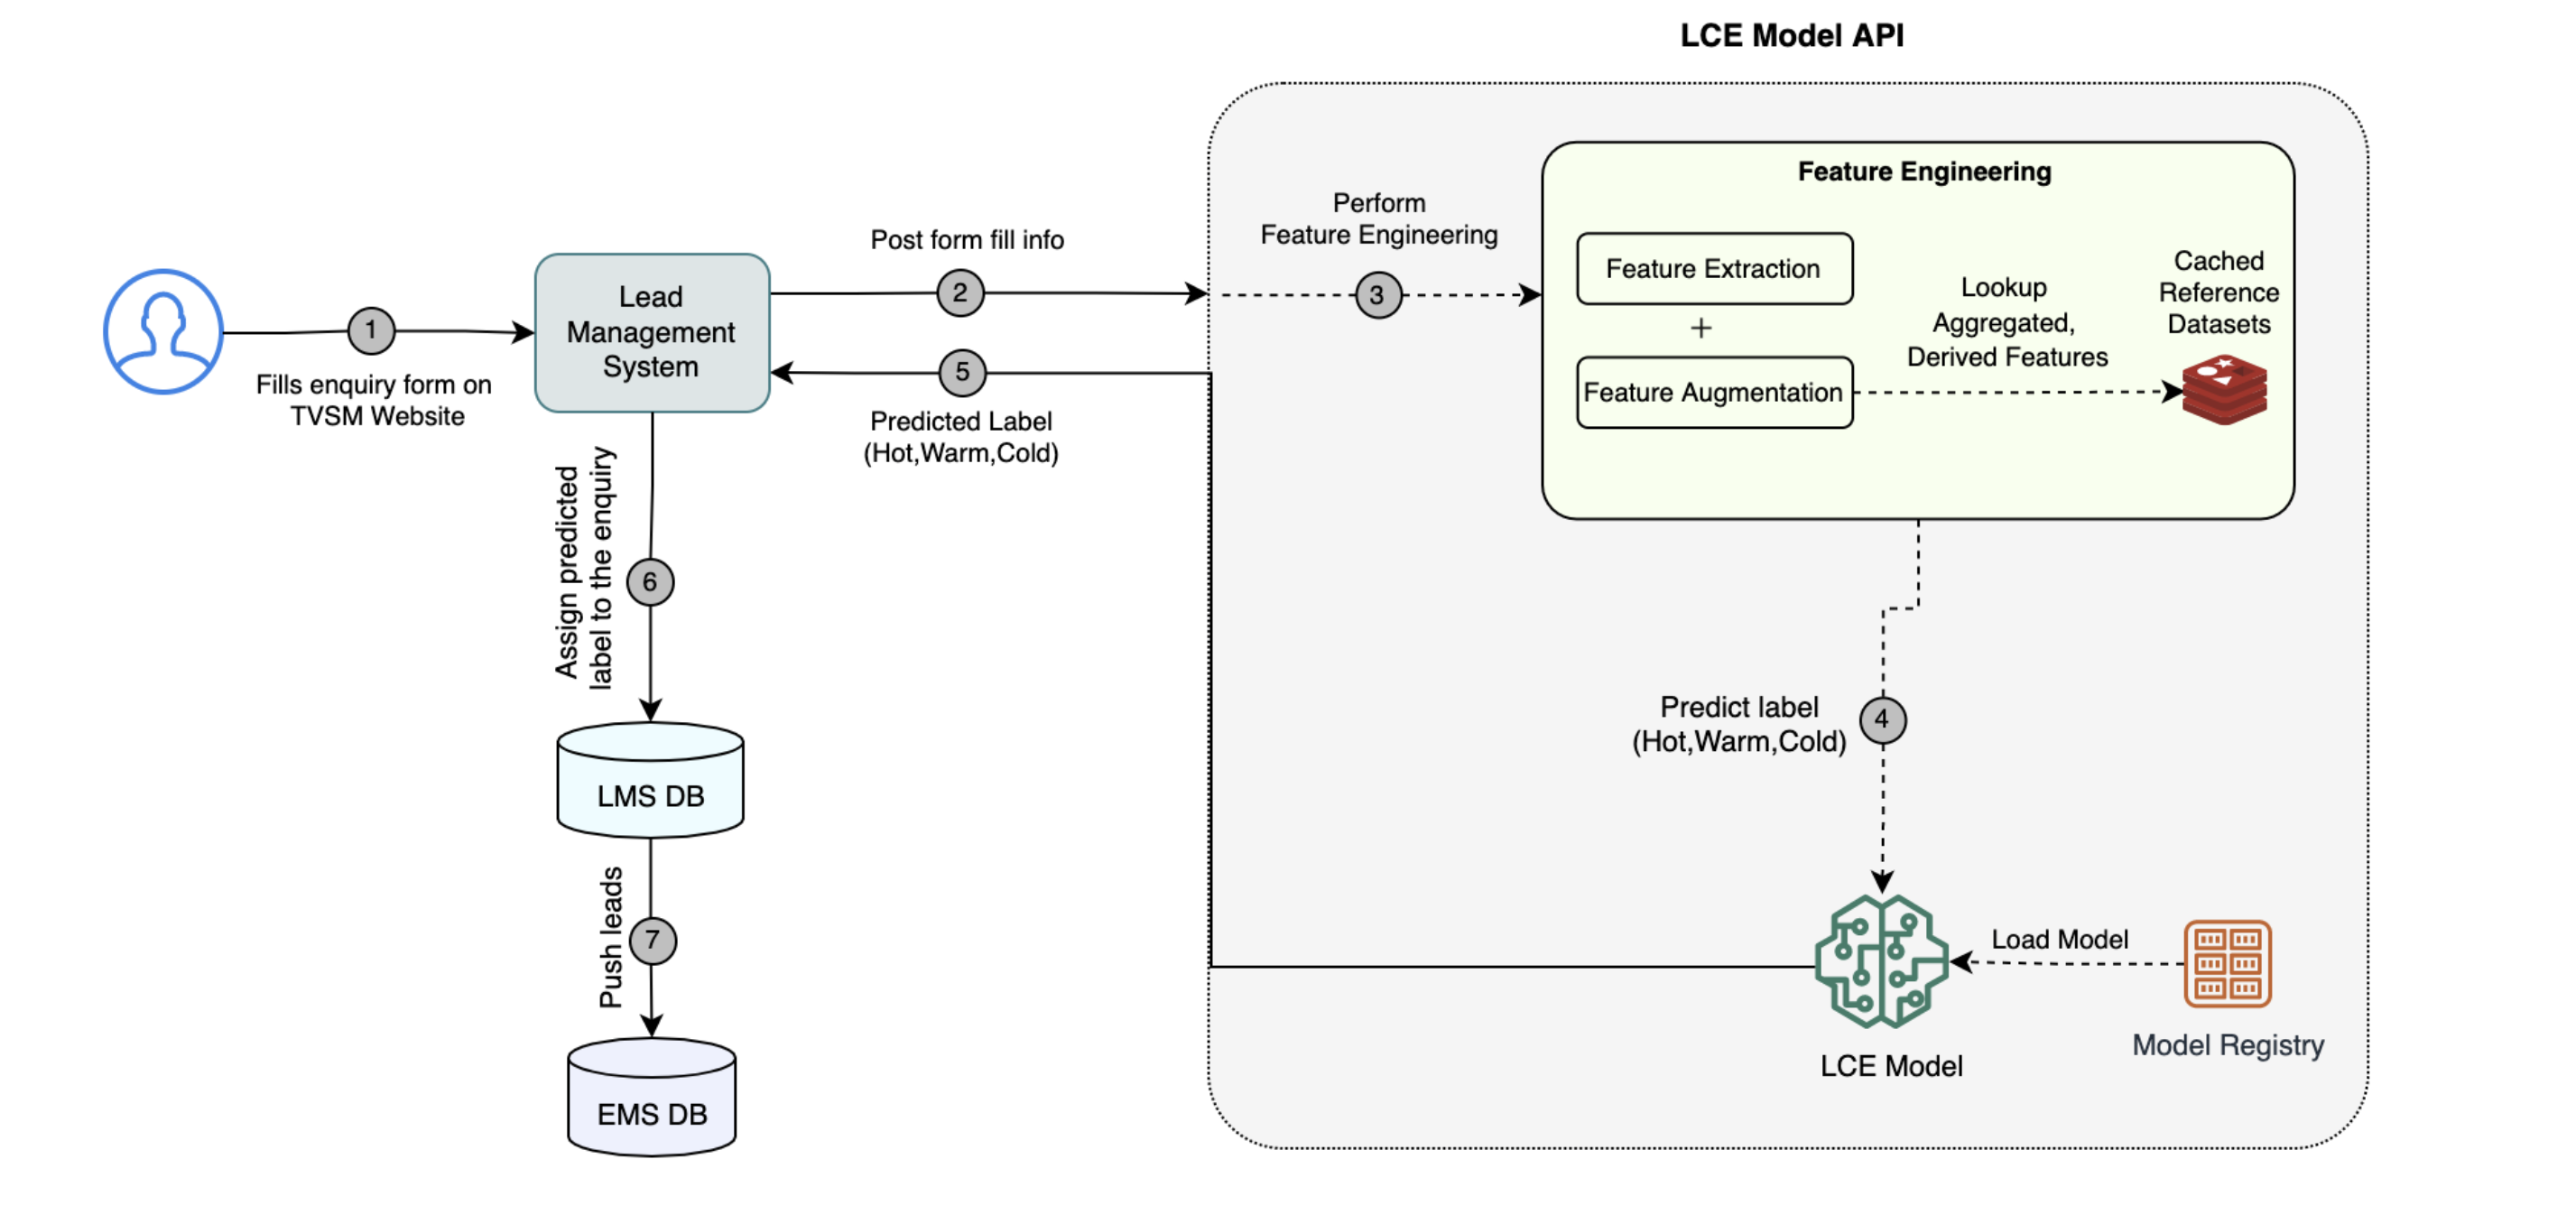 LCE Model API
Feature Engineering
Perform
Feature Engineering
3
Feature Extraction
+
Feature Augmentation
Lookup
Aggregated,
Derived Features
Cached
Reference
Datasets
Post form fill info
2
Lead
Management
System
1
Fills enquiry form on
TVSM Website
5
Predicted Label
(Hot,Warm,Cold)
Assign predicted
label to the enquiry
6
Predict label
(Hot,Warm,Cold)
4
LMS DB
Push leads
7
Load Model
Model Registry
LCE Model
EMS DB